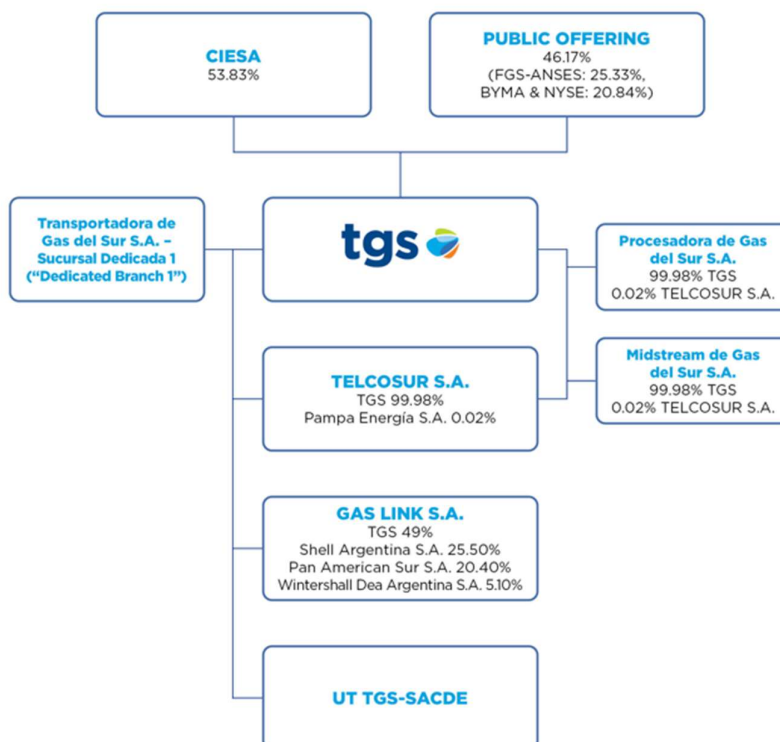 CIESA
53.83%
PUBLIC OFFERING
46.17%
(FGS-ANSES: 25.33%,
BYMA & NYSE: 20.84%)
Transportadora de
Gas del Sur S.A. –
Sucursal Dedicada 1
(“Dedicated Branch 1”)
tgs
Procesadora de Gas
del Sur S.A.
99.98% TGS
0.02% TELCOSUR S.A.
Midstream de Gas
del Sur S.A.
99.98% TGS
0.02% TELCOSUR S.A.
TELCOSUR S.A.
TGS 99.98%
Pampa Energía S.A. 0.02%
GAS LINK S.A.
TGS 49%
Shell Argentina S.A. 25.50%
Pan American Sur S.A. 20.40%
Wintershall Dea Argentina S.A. 5.10%
UT TGS-SACDE